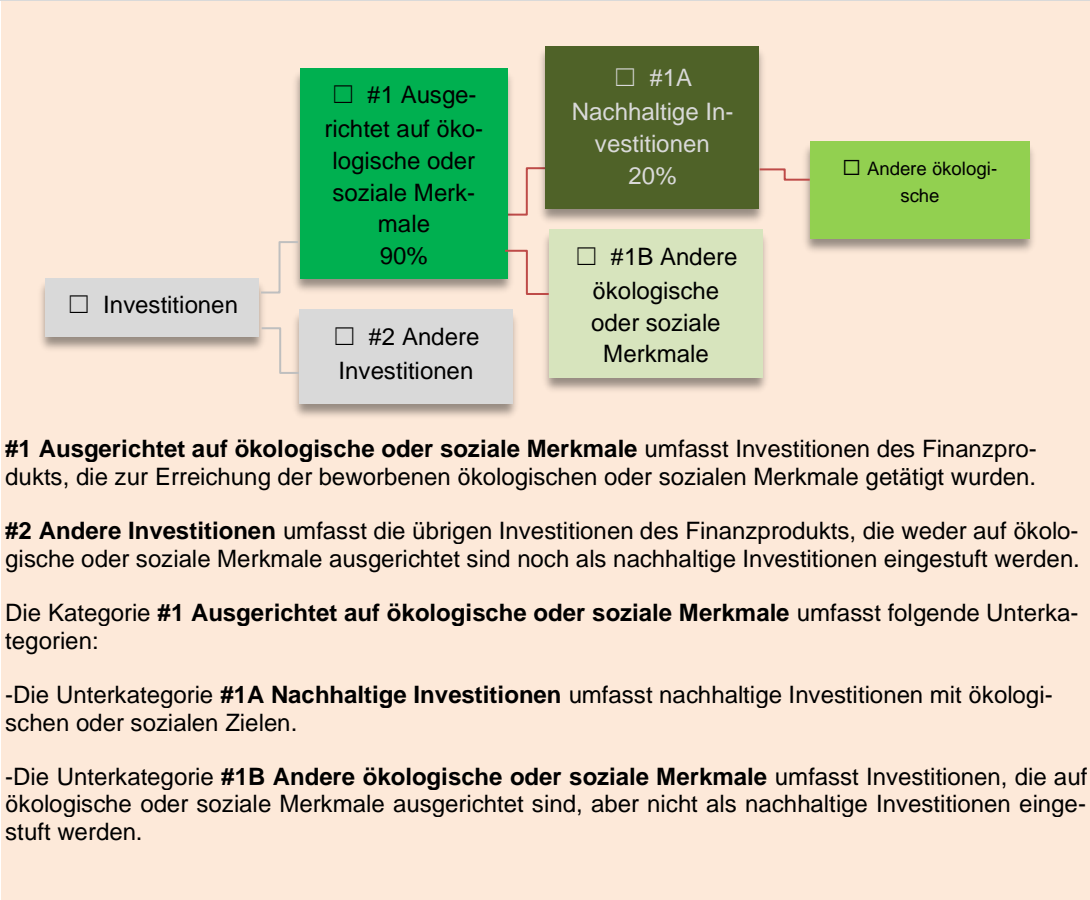 ☐ #1 Ausge-
richtet auf öko-
logische oder
soziale Merk-
male
90%
☐ #1A
Nachhaltige In-
vestitionen
20%
☐ Andere ökologi-
sche
☐ #1B Andere
ökologische
oder soziale
Merkmale
☐ Investitionen
☐ #2 Andere
Investitionen
#1 Ausgerichtet auf ökologische oder soziale Merkmale umfasst Investitionen des Finanzpro-
dukts, die zur Erreichung der beworbenen ökologischen oder sozialen Merkmale getätigt wurden.
#2 Andere Investitionen umfasst die übrigen Investitionen des Finanzprodukts, die weder auf ökolo-
gische oder soziale Merkmale ausgerichtet sind noch als nachhaltige Investitionen eingestuft werden.
Die Kategorie #1 Ausgerichtet auf ökologische oder soziale Merkmale umfasst folgende Unterka-
tegorien:
-Die Unterkategorie #1A Nachhaltige Investitionen umfasst nachhaltige Investitionen mit ökologi-
schen oder sozialen Zielen.
-Die Unterkategorie #1B Andere ökologische oder soziale Merkmale umfasst Investitionen, die auf
ökologische oder soziale Merkmale ausgerichtet sind, aber nicht als nachhaltige Investitionen einge-
stuft werden.